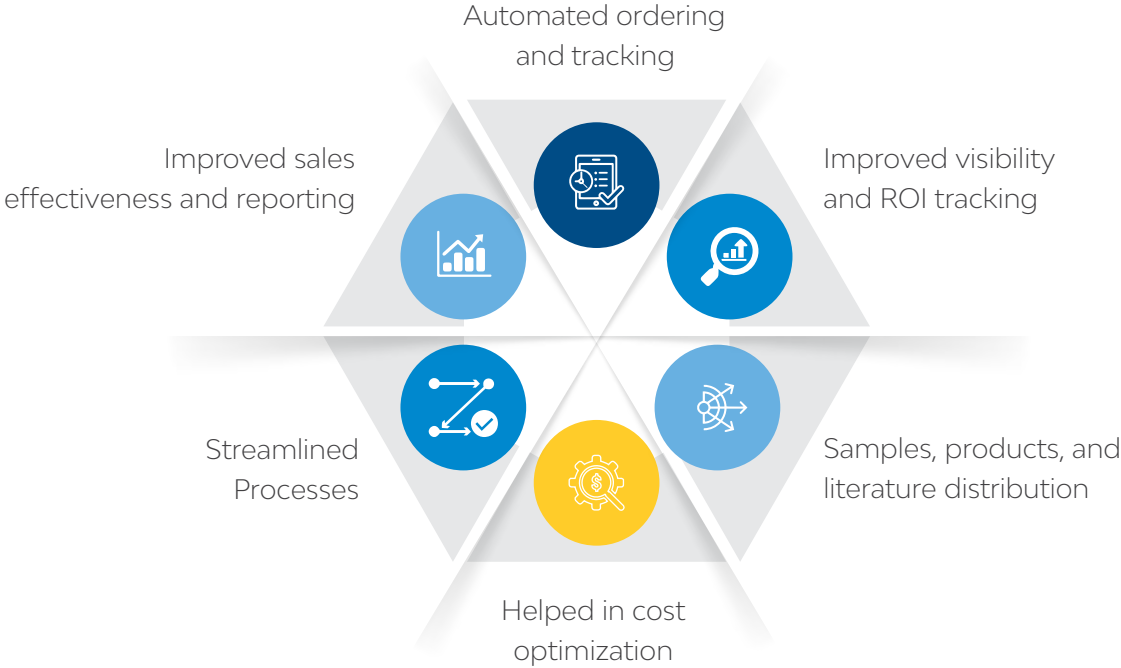 Automated ordering
and tracking
Improved sales
effectiveness and reporting
Improved visibility
and ROI tracking
Streamlined
Processes
$
Samples, products, and
literature distribution
Helped in cost
optimization